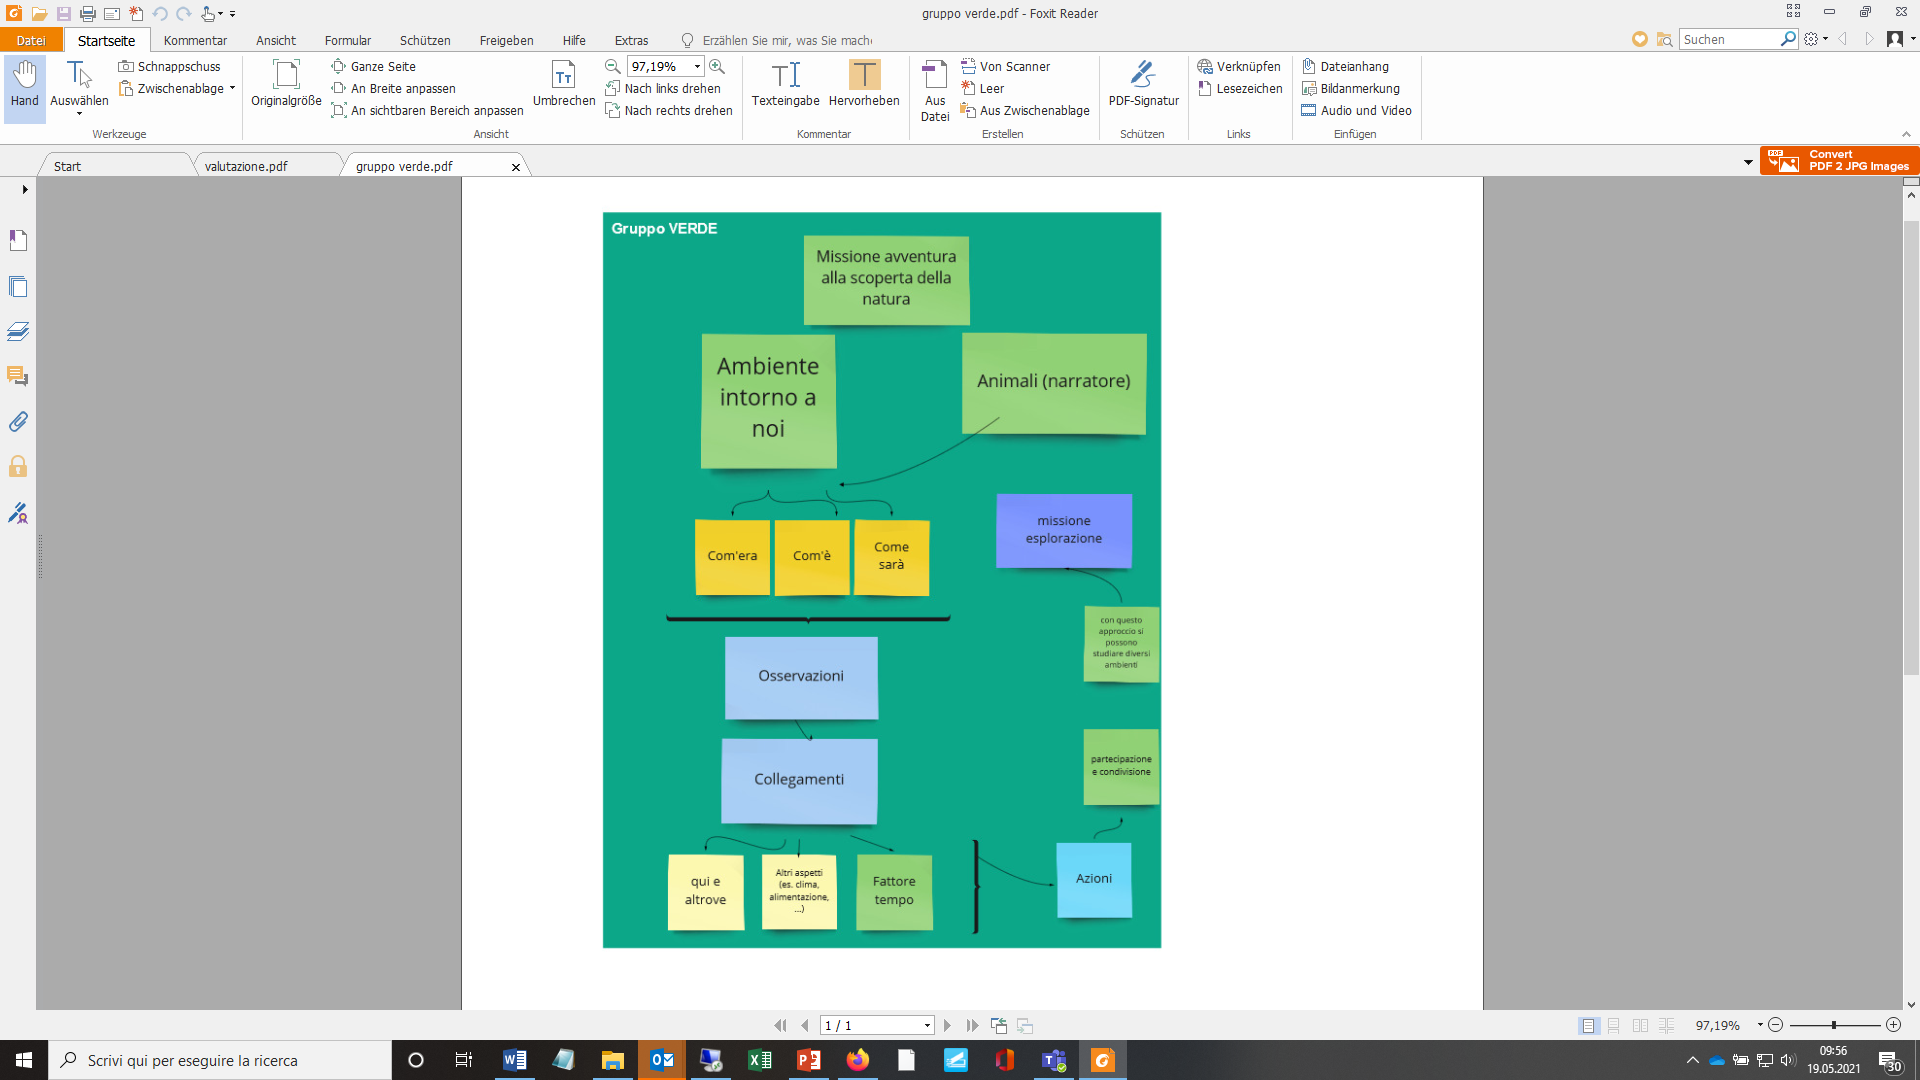 gruppo verde.pdf - Foxit Reader
Datei
Startseite
Kommentar
Ansicht
Formular
Schützen
Freigeben
Hilfe
Extras
Erzählen Sie mir, was Sie mach
Suchen
Hand
Auswählen
Schnappschuss
Zwischenablage
Werkzeuge
Originalgröße
Ganze Seite
An Breite anpassen
An sichtbaren Bereich anpassen
Umbrechen
97,19%
Nach links drehen
Nach rechts drehen
Ansicht
Texteingabe
Hervorheben
Kommentar
Aus
Datei
Von Scanner
Leer
Aus Zwischenablage
Erstellen
PDF-Signatur
Schützen
Verknüpfen
Lesezeichen
Links
Dateianhang
Bildanmerkung
Audio und Video
Einfügen
Start
valutazione.pdf
gruppo verde.pdf
PDF
Convert
PDF 2 JPG Images
Gruppo VERDE
Missione avventura
alla scoperta della
natura
Ambiente
intorno a
noi
Animali (narratore)
missione
esplorazione
Com'era
Com'è
Come
sarà
con questo
approccio si
possono
studiare diversi
ambienti
Osservazioni
Collegamenti
partecipazione
e condivisione
qui e
altrove
Altri aspetti
(es. clima,
alimentazione,
...)
Fattore
tempo
Azioni
1 / 1
97,19%
Scrivi qui per eseguire la ricerca
09:56
19.05.2021
30